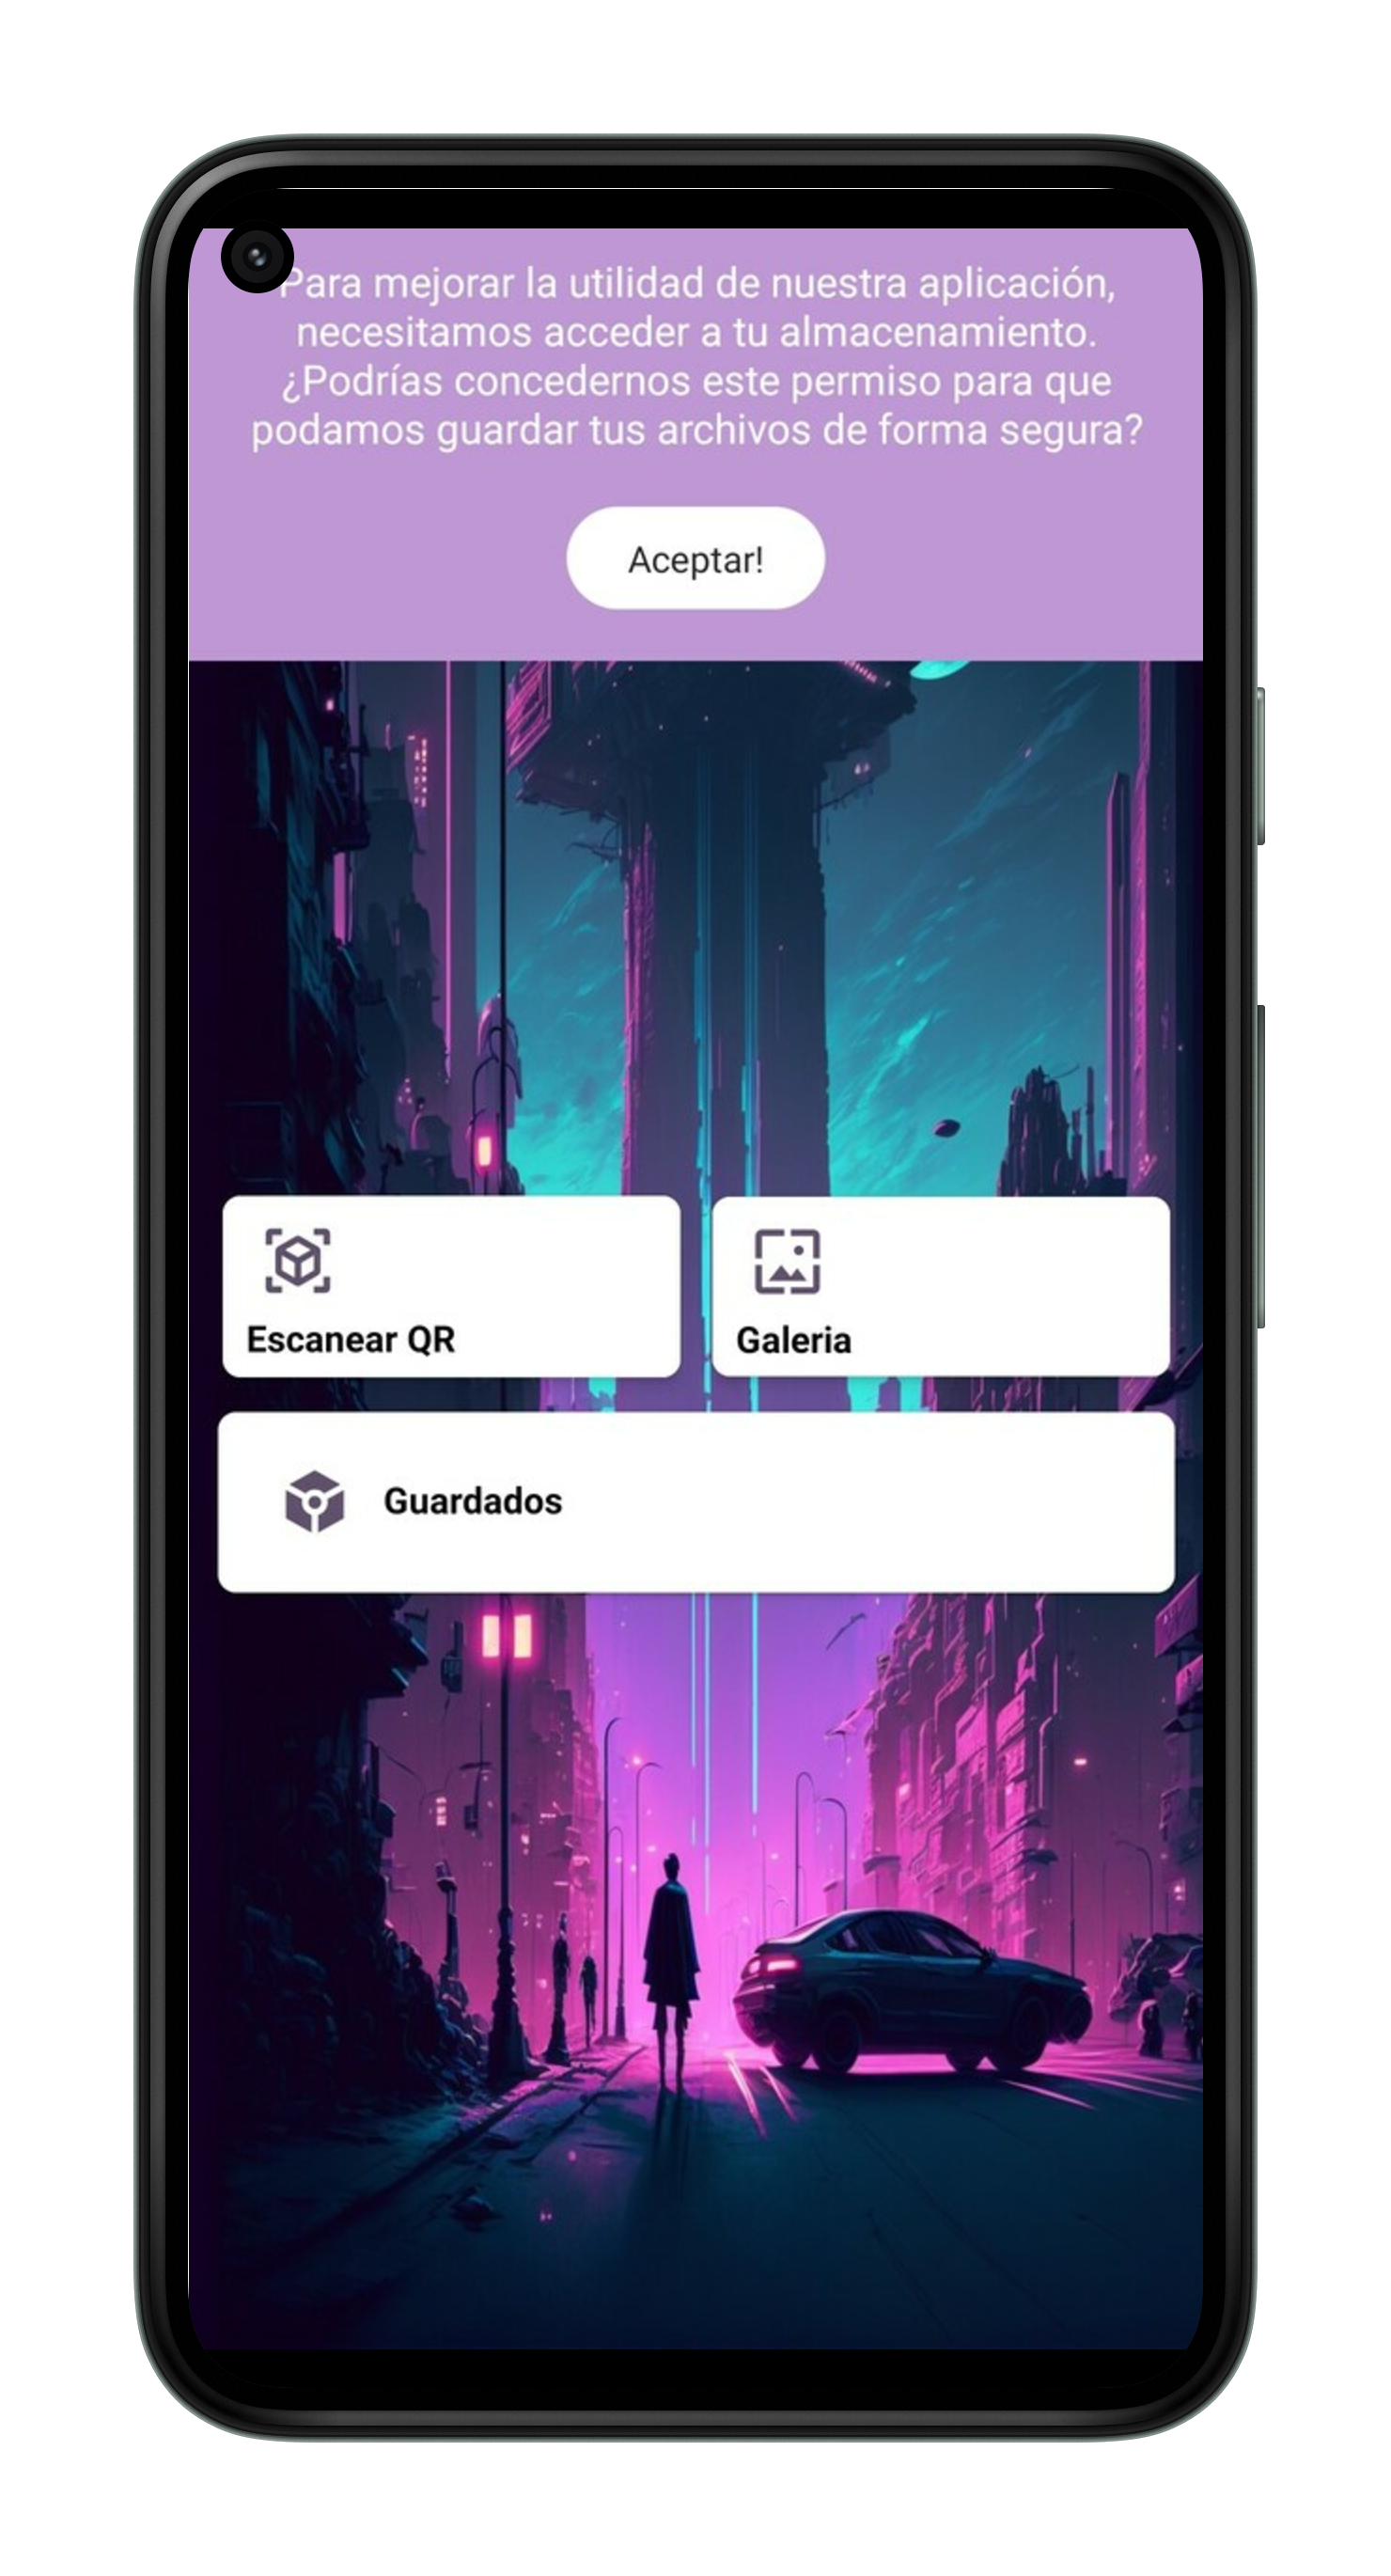 Para mejorar la utilidad de nuestra aplicación,
necesitamos acceder a tu almacenamiento.
¿Podrías concedernos este permiso para que
podamos guardar tus archivos de forma segura?
Aceptar!
Escanear QR
Galeria
Guardados